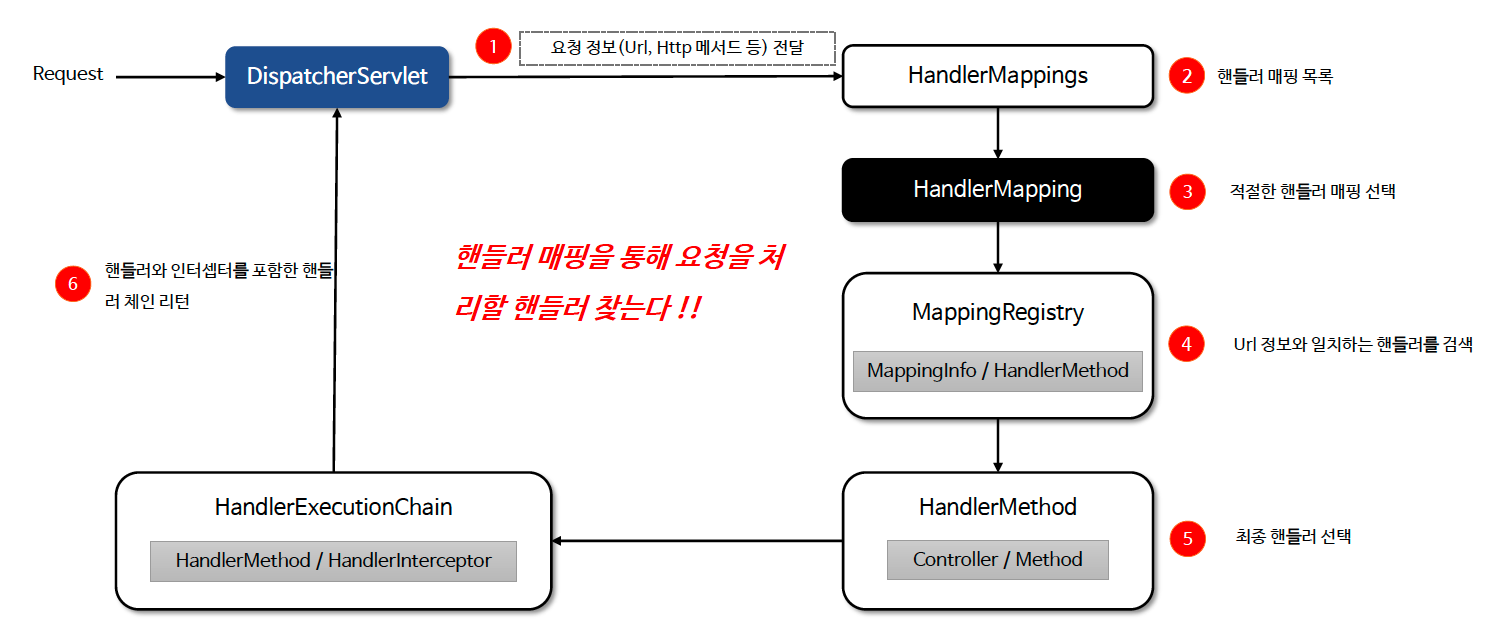 Request
DispatcherServlet
1
요청 정보(Url, Http 메서드 등) 전달
HandlerMappings
2
핸들러 매핑 목록
HandlerMapping
3
적절한 핸들러 매핑 선택
핸들러 매핑을 통해 요청을 처
리할 핸들러 찾는다 !!
6
핸들러와 인터셉터를 포함한 핸들
러 체인 리턴
MappingRegistry
MappingInfo / HandlerMethod
4
Url 정보와 일치하는 핸들러를 검색
HandlerExecutionChain
HandlerMethod / HandlerInterceptor
HandlerMethod
Controller / Method
5
최종 핸들러 선택